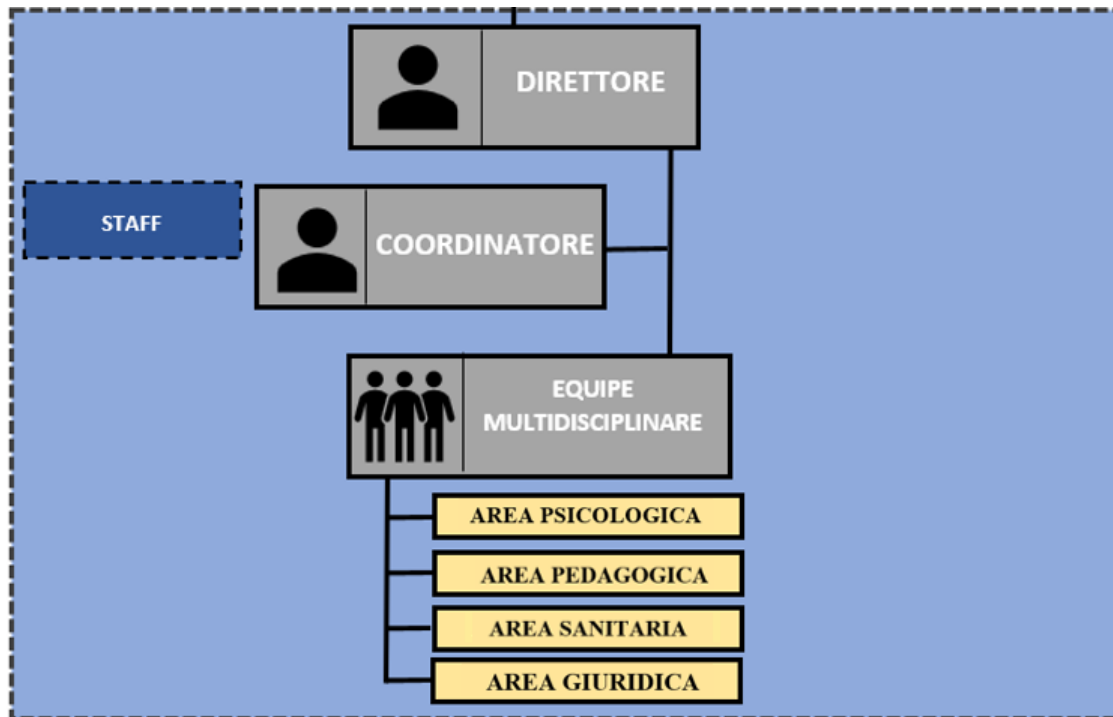 DIRETTORE
STAFF
COORDINATORE
EQUIPE
MULTIDISCIPLINARE
AREA PSICOLOGICA
AREA PEDAGOGICA
AREA SANITARIA
AREA GIURIDICA